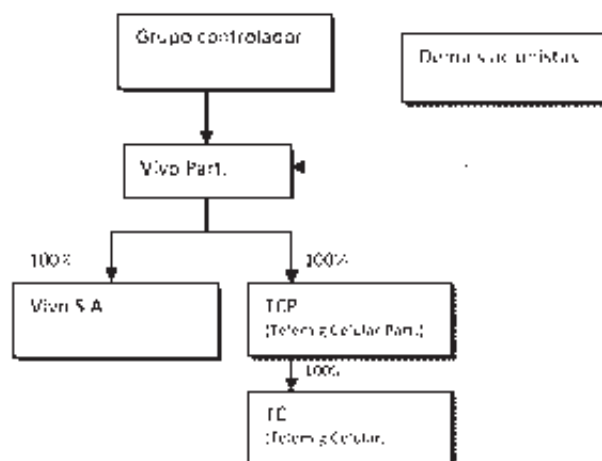 Grupo controlador
Demais acionistas
Vivo Part.
100%
100%
Vivo S.A.
TCP
(Telemig Celular Part.)
100%
TC
(Telemig Celular)